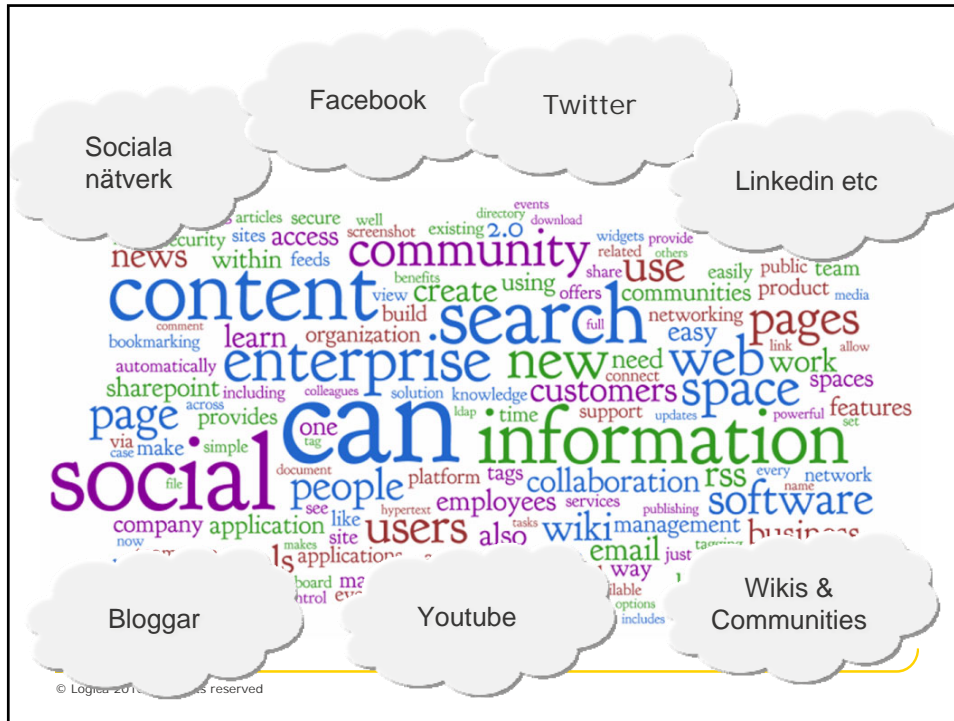 Facebook
Twitter
Sociala
nätverk
Linkedin etc
events
articles secure well directory download
security sites access screenshot existing 2.0 widgets provide
news within feeds community related others
share use easily public team
content benefits view create using offers communities product media
comment build search full networking pages
bookmarking learn organization easy link allow
automatically enterprise new need web work
connect
sharepoint including colleagues solution knowledge customers space spaces
page across provides can ldap time support updates powerful features
via one set
case make simple tag information
social file document people platform tags collaboration rss every network
name
see hypertext employees services publishing software
company application like users also tasks wiki management business
now site
makes applications email just tagging
board way
options
includes
Bloggar
Youtube
Wikis &
Communities
© Logica reserved